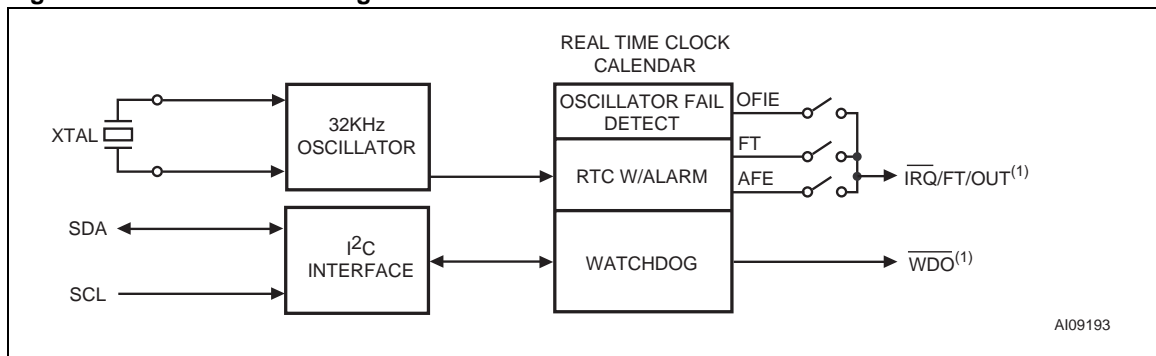 REAL TIME CLOCK
CALENDAR
XTAL
32KHz
OSCILLATOR
OSCILLATOR FAIL
DETECT
OFIE
RTC W/ALARM
FT
AFE
IRQ/FT/OUT(1)
SDA
SCL
I2C
INTERFACE
WATCHDOG
WDO(1)
AI09193